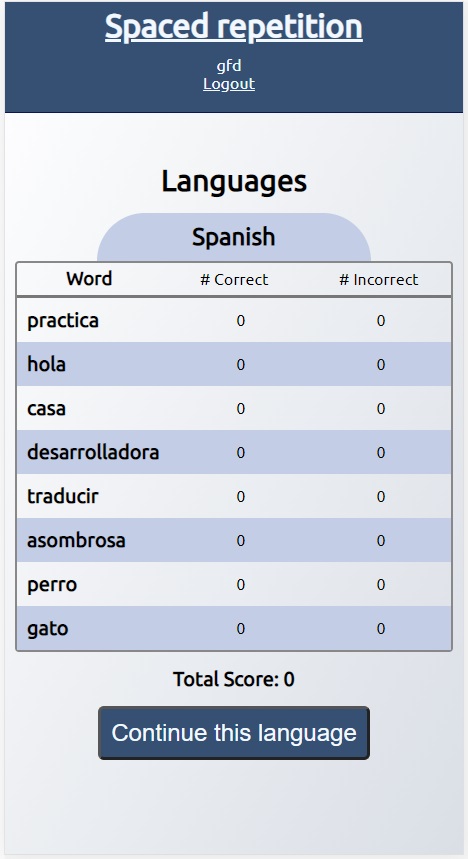 Spaced repetition
gfd
Logout
Languages
Spanish
Word # Correct # Incorrect
practica 0 0
hola 0 0
casa 0 0
desarrolladora 0 0
traducir 0 0
asombrosa 0 0
perro 0 0
gato 0 0
Total Score: 0
Continue this language